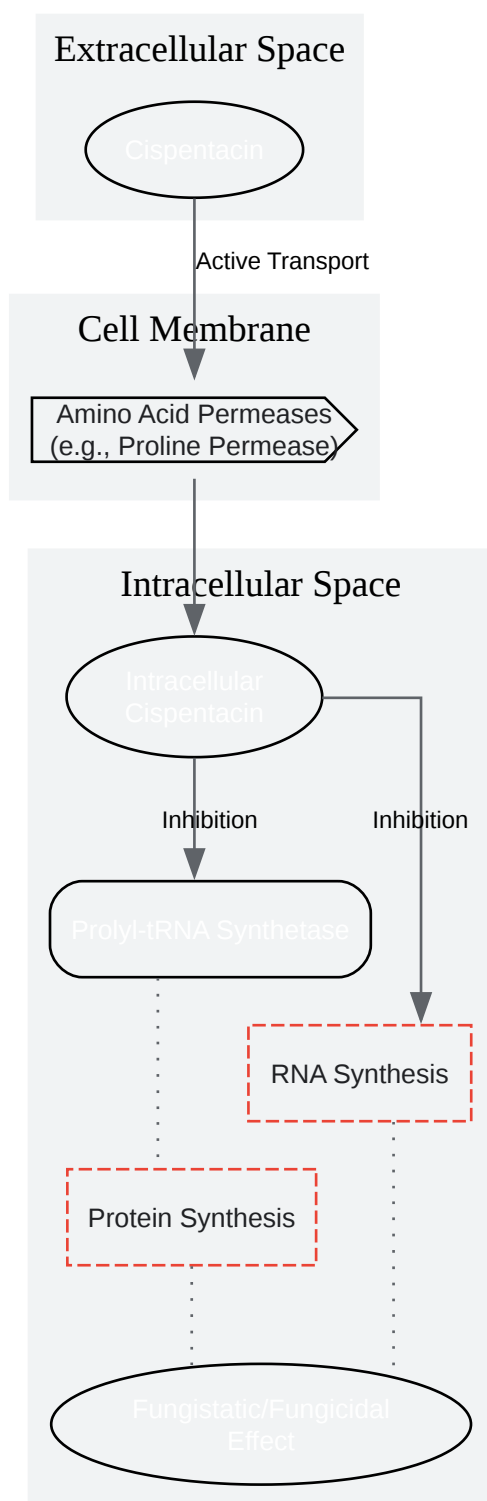 Extracellular Space
Cispentacin
Active Transport
Cell Membrane
Amino Acid Permeases
(e.g., Proline Permease)
Intracellular Space
Intracellular
Cispentacin
Inhibition
Inhibition
Prolyl-tRNA Synthetase
RNA Synthesis
Protein Synthesis
Fungistatic/Fungicidal
Effect